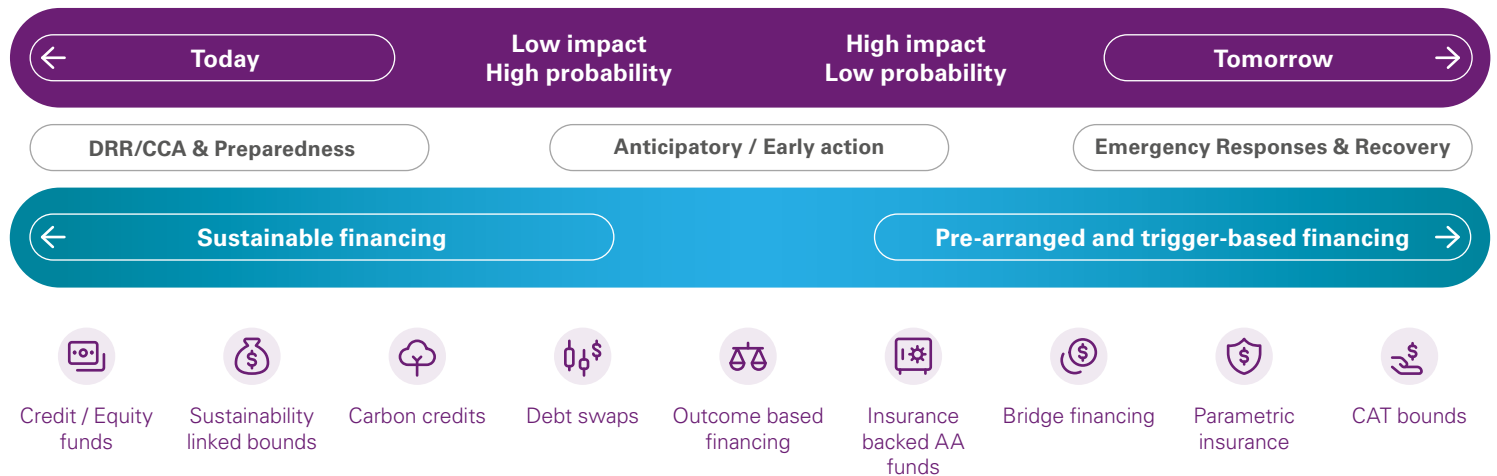 Today
Low impact
High probability
High impact
Low probability
Tomorrow
DRR/CCA & Preparedness
Anticipatory / Early action
Emergency Responses & Recovery
Sustainable financing
Pre-arranged and trigger-based financing
Credit / Equity
funds
Sustainability
linked bounds
Carbon credits
Debt swaps
Outcome based
financing
Insurance
backed AA
funds
Bridge financing
Parametric
insurance
CAT bounds